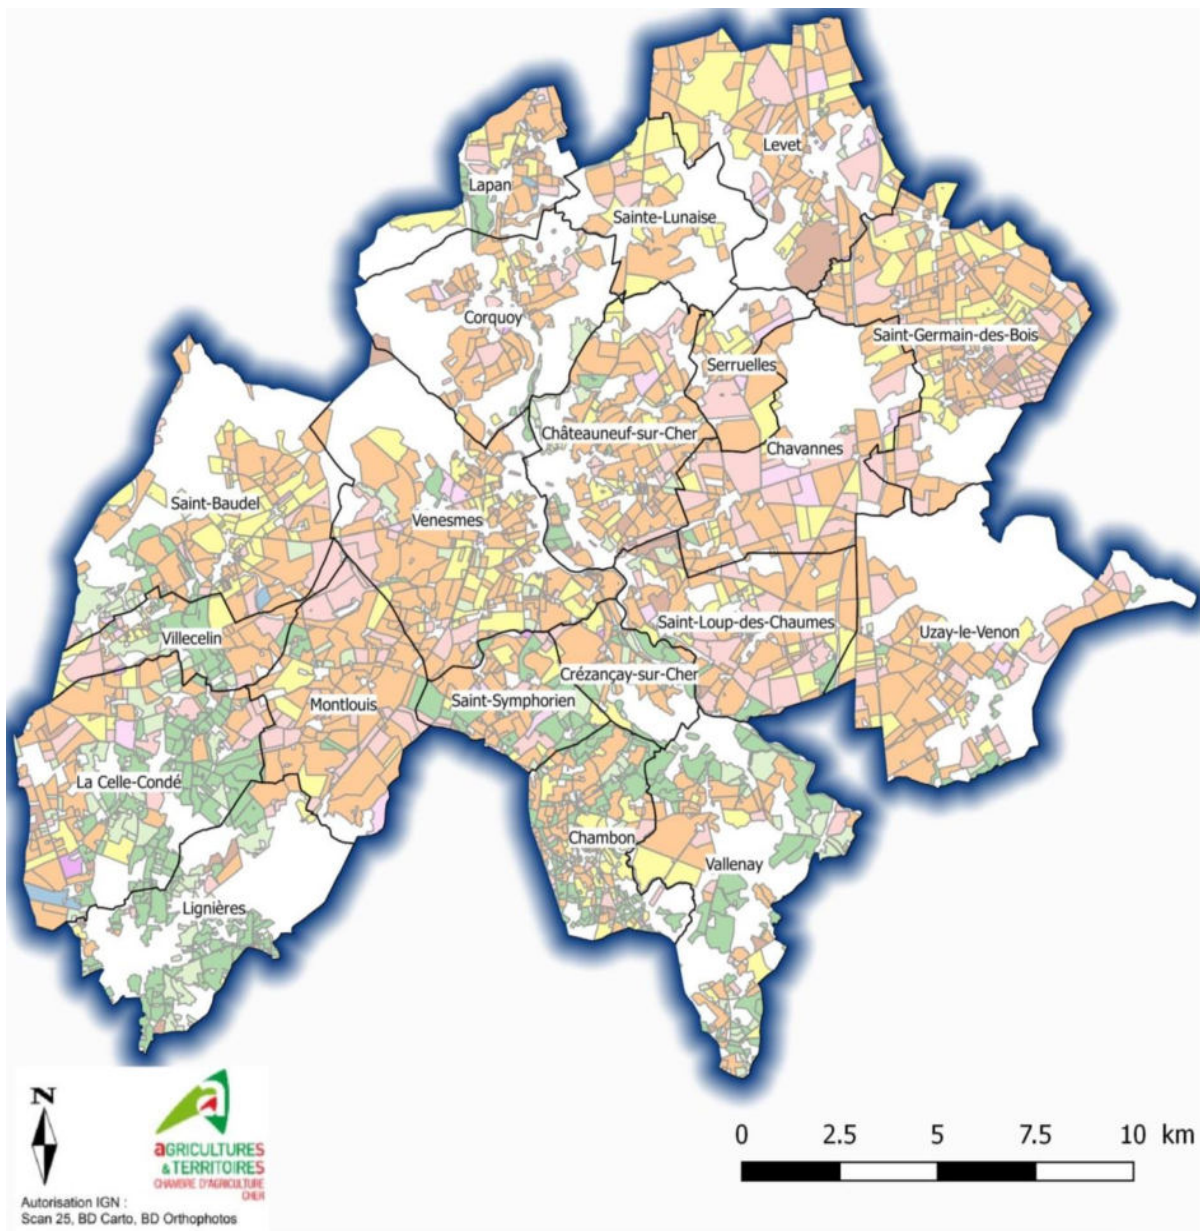 Levet
Lapan
Sainte-Lunaise
Corquoy
Saint-Germain-des-Bois
Serruelles
Châteauneuf-sur-Cher
Chavannes
Saint-Baudel
Venesmes
Villecelin
Saint-Loup-des-Chaumes
Uzay-le-Venon
Crézançay-sur-Cher
Montlouis
Saint-Symphorien
La Celle-Condé
Chambon
Vallenay
Lignières
N
a
AGRICULTURES
& TERRITOIRES
CHAMBRE D'AGRICULTURE
CHER
Autorisation IGN :
Scan 25, BD Carto, BD Orthophotos
0 2.5 5 7.5 10 km